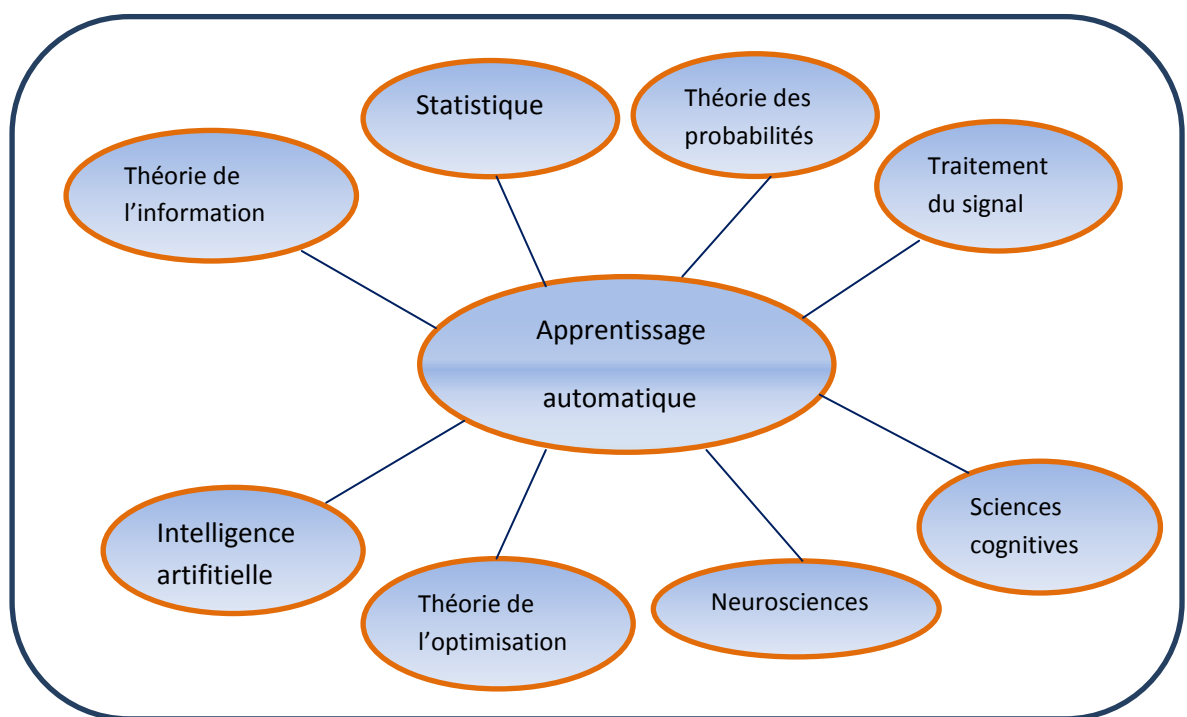 Statistique
Théorie des
probabilités
Théorie de
l’information
Traitement
du signal
Apprentissage
automatique
Sciences
cognitives
Intelligence
artifitielle
Théorie de
l’optimisation
Neurosciences